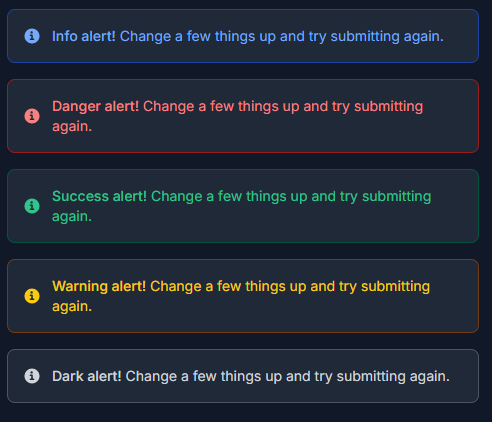 Info alert! Change a few things up and try submitting again.
Danger alert! Change a few things up and try submitting
again.
Success alert! Change a few things up and try submitting
again.
Warning alert! Change a few things up and try submitting
again.
Dark alert! Change a few things up and try submitting again.